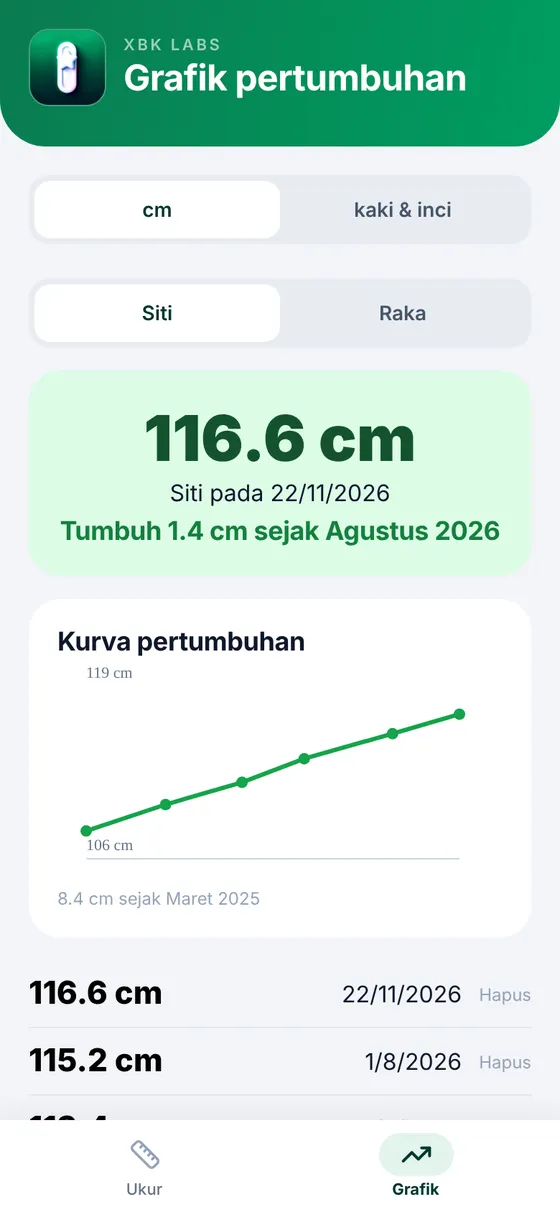 XBK LABS
Grafik pertumbuhan
cm
kaki & inci
Siti
Raka
116.6 cm
Siti pada 22/11/2026
Tumbuh 1.4 cm sejak Agustus 2026
Kurva pertumbuhan
119 cm
106 cm
8.4 cm sejak Maret 2025
116.6 cm 22/11/2026 Hapus
115.2 cm 1/8/2026 Hapus
Ukur
Grafik